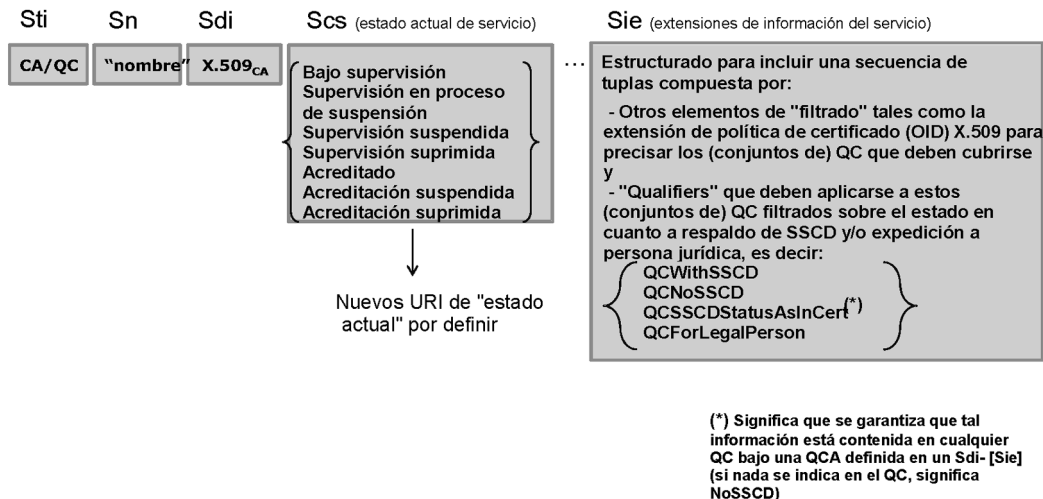 Sti Sn Sdi Scs (estado actual de servicio) Sie (extensiones de información del servicio)
CA/QC "nombre" X.509CA
Bajo supervisión
Supervisión en proceso
de suspensión
Supervisión suspendida
Supervisión suprimida
Acreditado
Acreditación suspendida
Acreditación suprimida
Nuevos URI de "estado
actual" por definir
...
Estructurado para incluir una secuencia de
tuplas compuesta por:
- Otros elementos de "filtrado" tales como la
extensión de política de certificado (OID) X.509 para
precisar los (conjuntos de) QC que deben cubrirse
y
- "Qualifiers" que deben aplicarse a estos
(conjuntos de) QC filtrados sobre el estado en
cuanto a respaldo de SSCD y/o expedición a
persona jurídica, es decir:
QCWithSSCD
QCNoSSCD
QCSSCDStatusAsInCert(*)
QCForLegalPerson
(*) Significa que se garantiza que tal
información está contenida en cualquier
QC bajo una QCA definida en un Sdi- [Sie]
(si nada se indica en el QC, significa
NoSSCD)